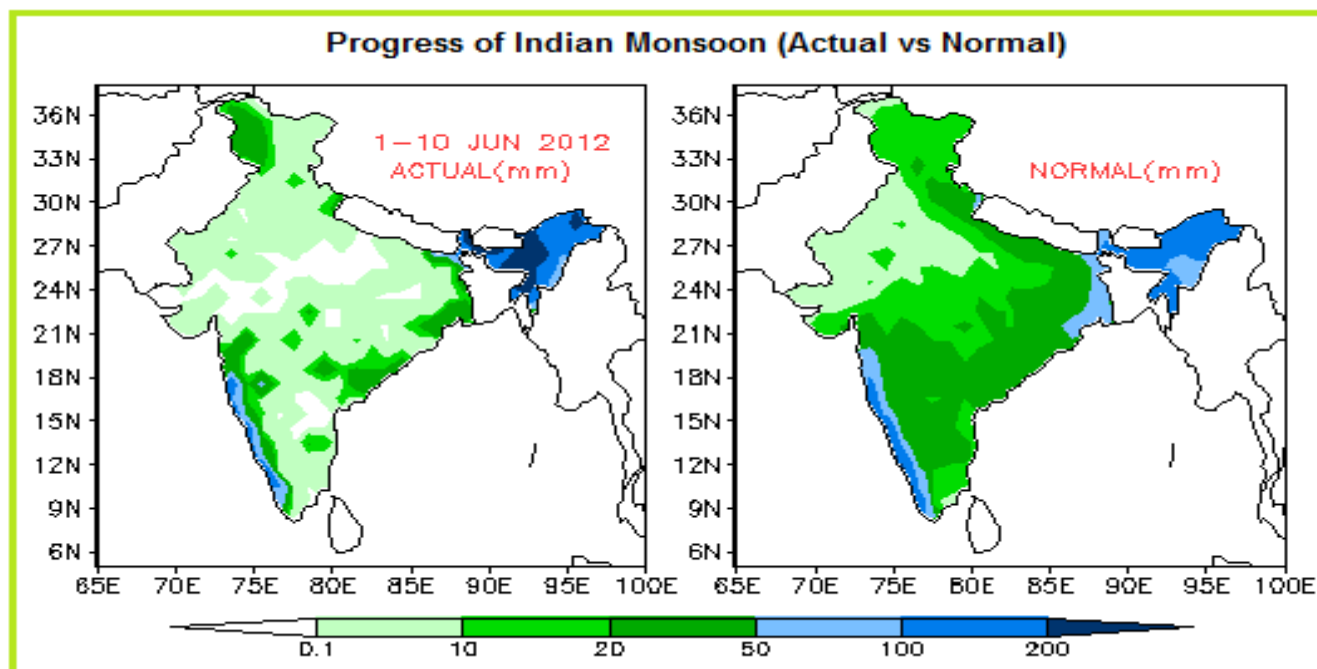 Progress of Indian Monsoon (Actual vs Normal)
1-10 JUN 2012
ACTUAL(mm)
36N
33N
30N
27N
24N
21N
18N
15N
12N
9N
6N
65E 70E 75E 80E 85E 90E 95E 100E
NORMAL(mm)
36N
33N
30N
27N
24N
21N
18N
15N
12N
9N
6N
65E 70E 75E 80E 85E 90E 95E 100E
0.1 10 20 50 100 200